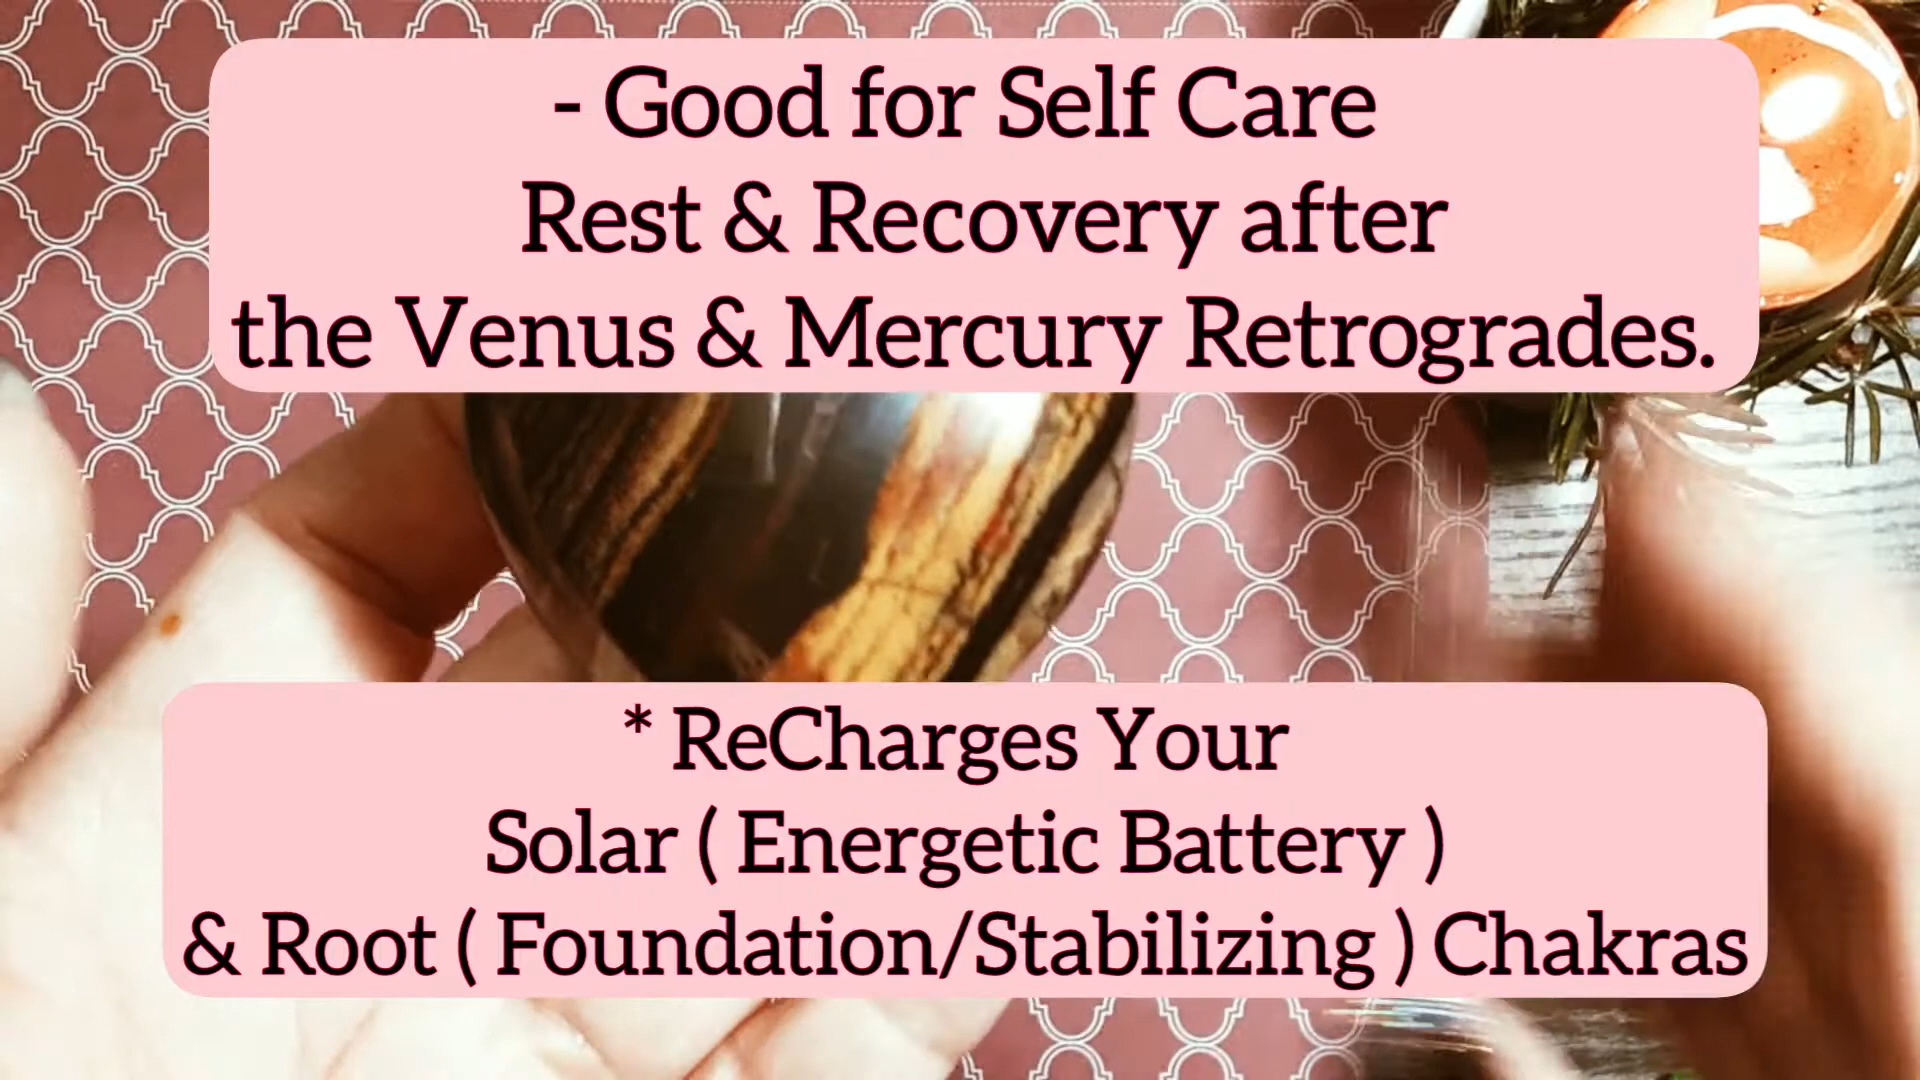 - Good for Self Care
Rest & Recovery after
the Venus & Mercury Retrogrades.
* ReCharges Your
Solar ( Energetic Battery )
& Root ( Foundation/Stabilizing ) Chakras